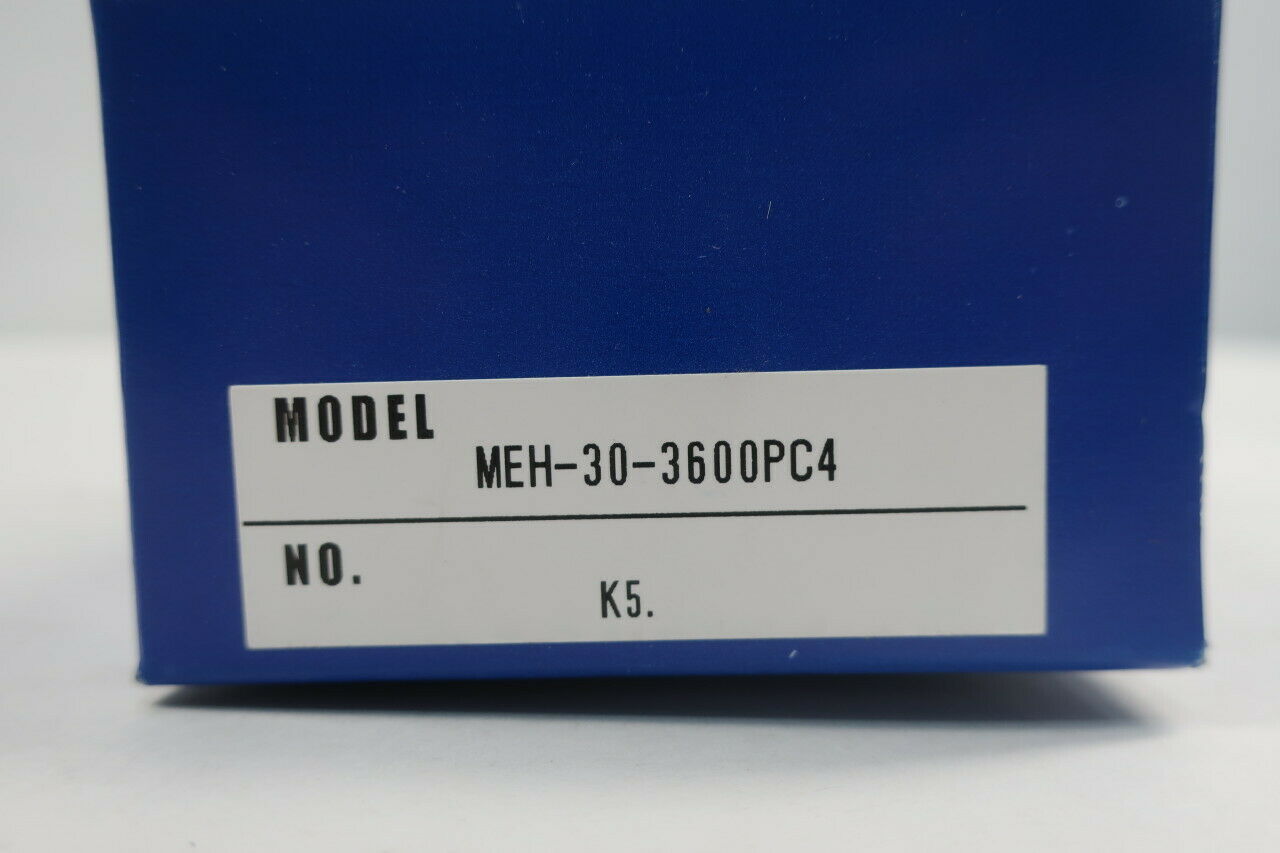 MODEL
MEH-30-3600PC4
NO.
K5.